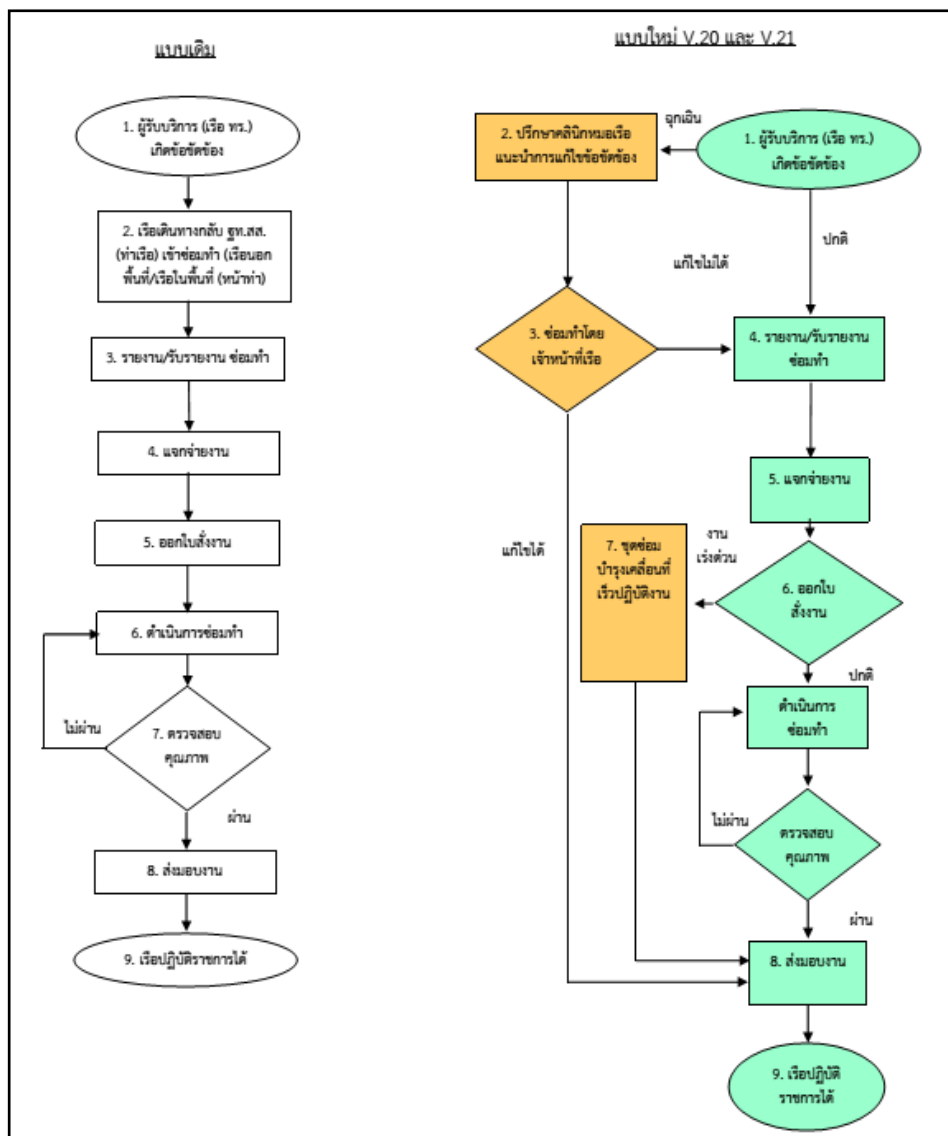 แบบเดิม
1. ผู้รับบริการ (เรือ ทร.)
เกิดข้อขัดข้อง
2. เรือเดินทางกลับ ฐท.สส.
(ท่าเรือ) เข้าซ่อมทำ (เรือนอก
พื้นที่/เรือในพื้นที่ (หน้าท่า)
3. รายงาน/รับรายงาน ซ่อมทำ
4. แจกจ่ายงาน
5. ออกใบสั่งงาน
6. ดำเนินการซ่อมทำ
ไม่ผ่าน
7. ตรวจสอบ
คุณภาพ
ผ่าน
8. ส่งมอบงาน
9. เรือปฏิบัติราชการได้
แบบใหม่ V.20 และ V.21
1. ผู้รับบริการ (เรือ ทร.)
เกิดข้อขัดข้อง
ฉุกเฉิน
2. ปรึกษาคลินิกหมอเรือ
แนะนำการแก้ไขข้อขัดข้อง
ปกติ
แก้ไขไม่ได้
3. ซ่อมทำโดย
เจ้าหน้าที่เรือ
4. รายงาน/รับรายงาน
ซ่อมทำ
5. แจกจ่ายงาน
แก้ไขได้
งาน
เร่งด่วน
6. ออกใบ
สั่งงาน
7. ชุดซ่อม
บำรุงเคลื่อนที่
เร็วปฏิบัติงาน
ปกติ
ดำเนินการ
ซ่อมทำ
ไม่ผ่าน
ตรวจสอบ
คุณภาพ
ผ่าน
8. ส่งมอบงาน
9. เรือปฏิบัติ
ราชการได้